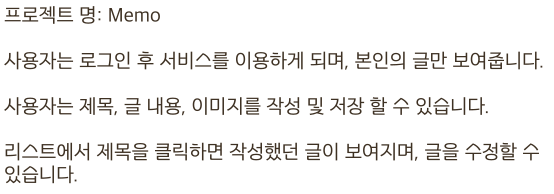 프로젝트 명: Memo
사용자는 로그인 후 서비스를 이용하게 되며, 본인의 글만 보여줍니다.
사용자는 제목, 글 내용, 이미지를 작성 및 저장 할 수 있습니다.
리스트에서 제목을 클릭하면 작성했던 글이 보여지며, 글을 수정할 수
있습니다.